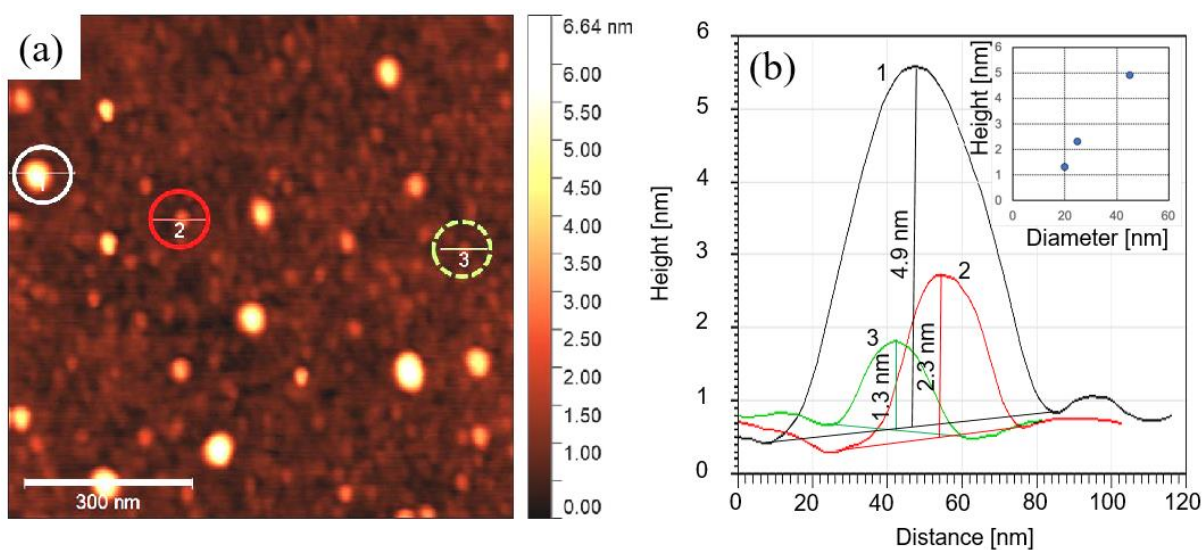 (a)
1
2
3
300 nm
6.64 nm
6.00
5.50
5.00
4.50
4.00
3.50
3.00
2.50
2.00
1.50
1.00
0.00
(b)
Height [nm]
6
5
4
3
2
1
0
0 20 40 60 80 100 120
Distance [nm]
1
2
3
4.9 nm
2.3 nm
1.3 nm
Height [nm]
6
5
4
3
2
1
0
0 20 40 60
Diameter [nm]